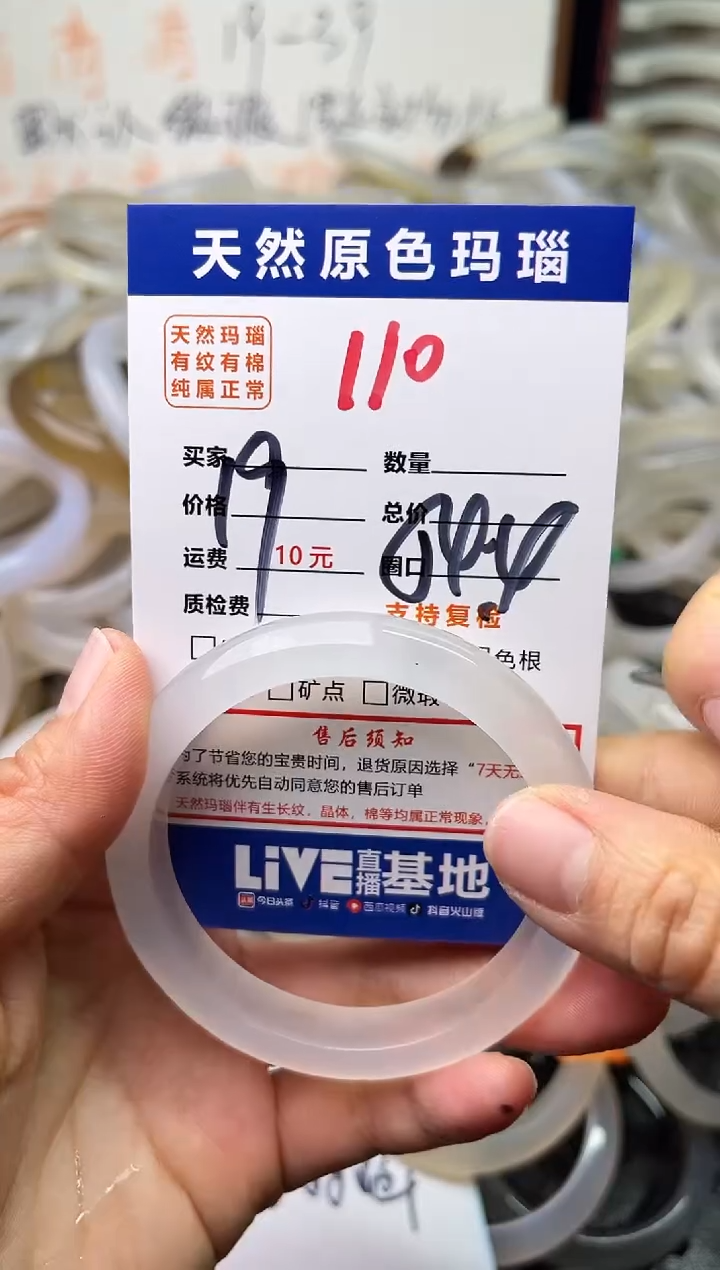 19-39
天然原色玛瑙
天然玛瑙
有纹有棉
纯属正常
110
买家
数量
19
价格
总价
运费 10元
圈口
质检费
支持复检
色根
矿点 微瑕
售后须知
为了节省您的宝贵时间，退货原因选择“7天无
系统将优先自动同意您的售后订单
天然玛瑙伴有生长纹、晶体，棉等均属正常现象，
LIVE直播基地
今日头条 抖音 西瓜视频 抖音火山版